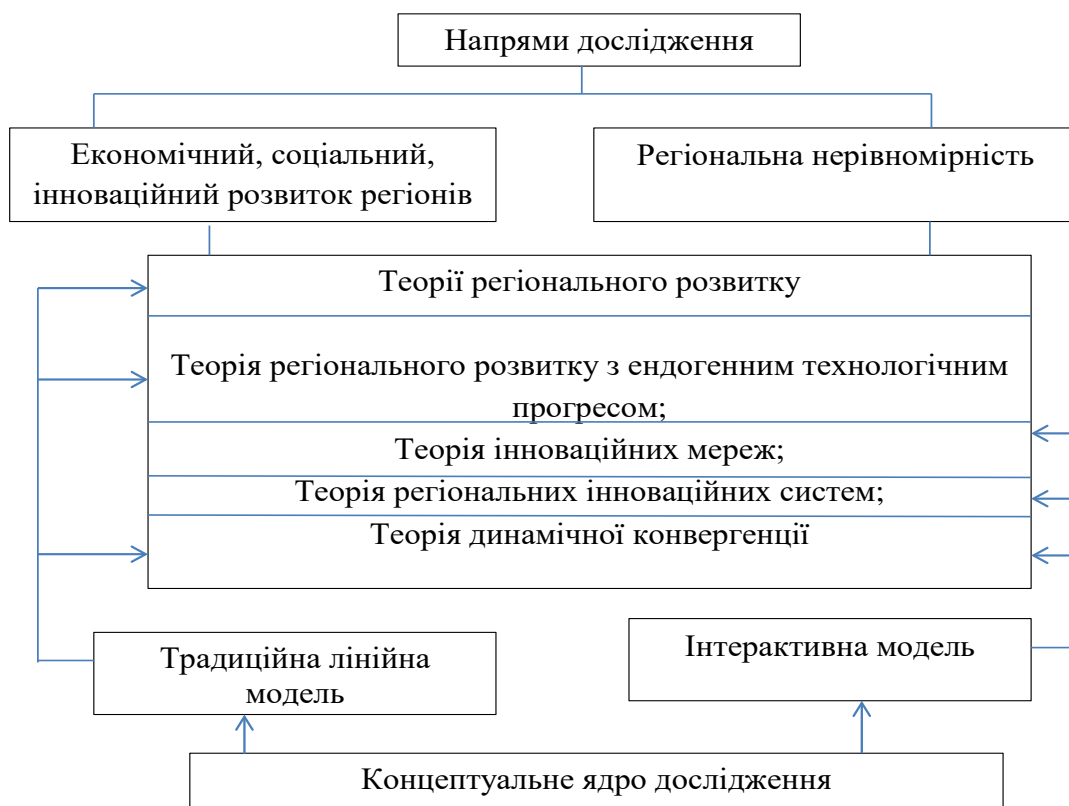 Напрями дослідження
Економічний, соціальний,
інноваційний розвиток регіонів
Регіональна нерівномірність
Теорії регіонального розвитку
Теорія регіонального розвитку з ендогенним технологічним
прогресом;
Теорія інноваційних мереж;
Теорія регіональних інноваційних систем;
Теорія динамічної конвергенції
Традиційна лінійна
модель
Інтерактивна модель
Концептуальне ядро дослідження